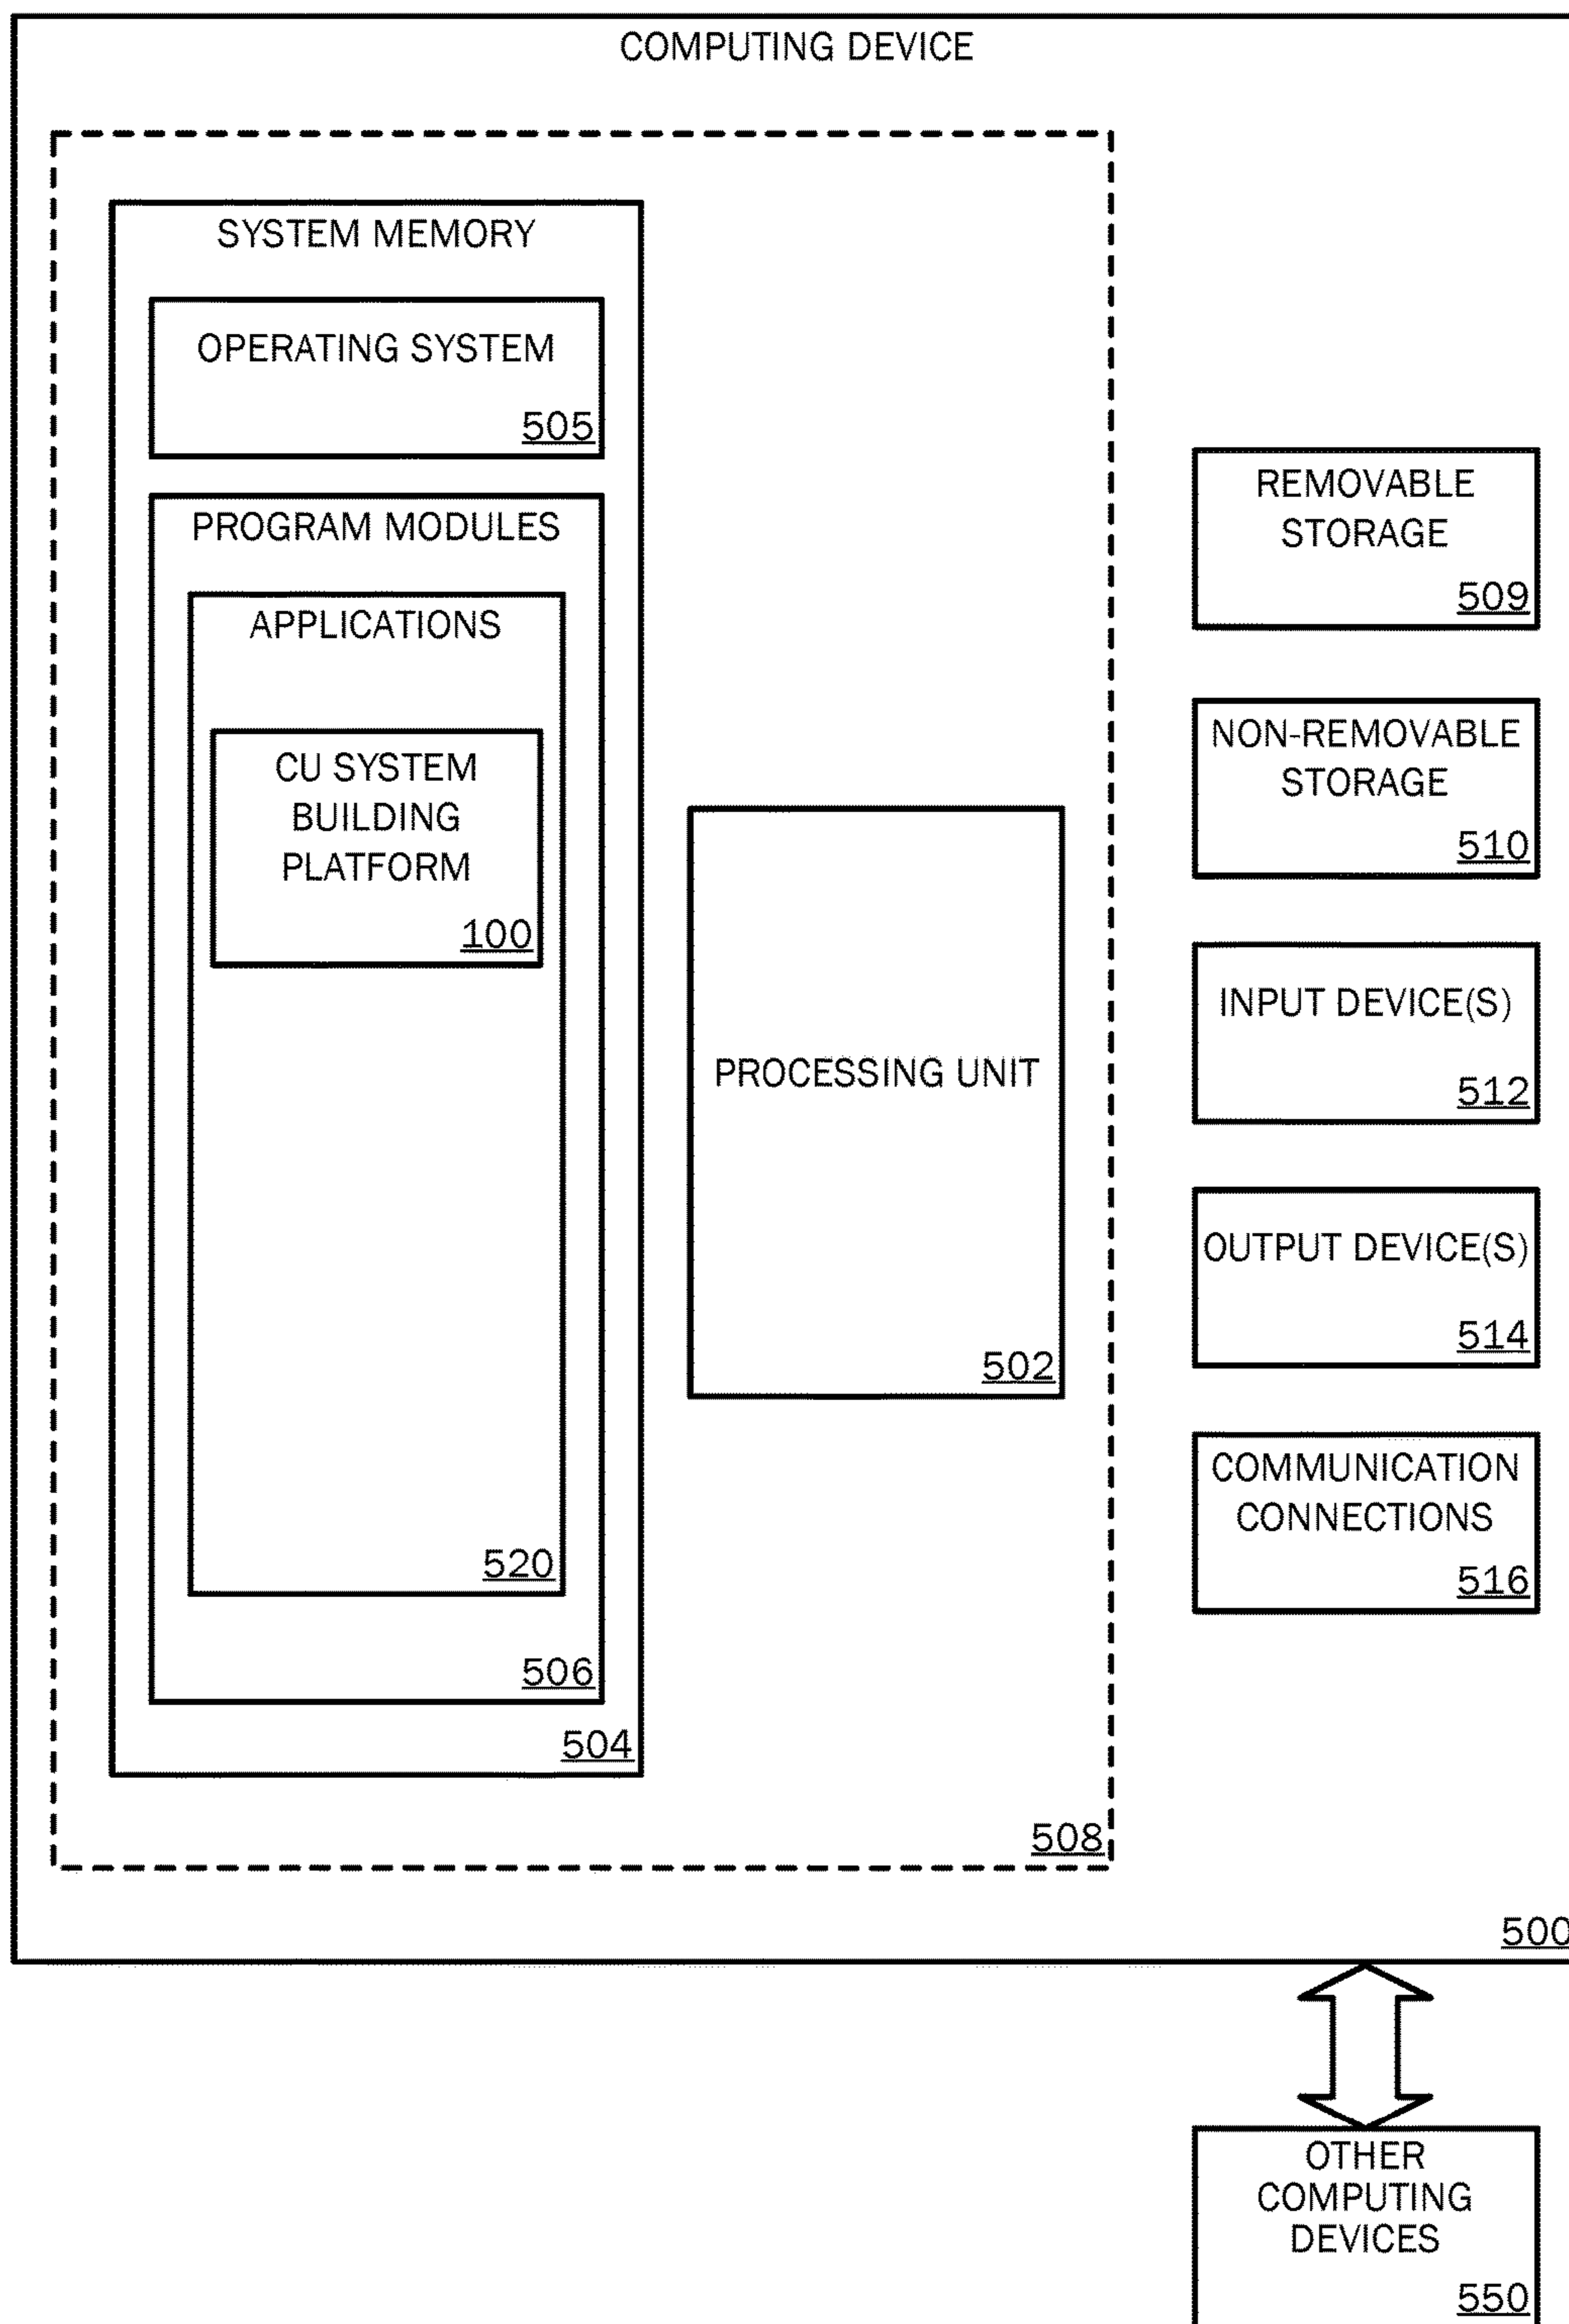 COMPUTING DEVICE
SYSTEM MEMORY
OPERATING SYSTEM
505
PROGRAM MODULES
APPLICATIONS
CU SYSTEM
BUILDING
PLATFORM
100
520
506
504
PROCESSING UNIT
502
508
REMOVABLE
STORAGE
509
NON-REMOVABLE
STORAGE
510
INPUT DEVICE(S)
512
OUTPUT DEVICE(S)
514
COMMUNICATION
CONNECTIONS
516
500
OTHER
COMPUTING
DEVICES
550